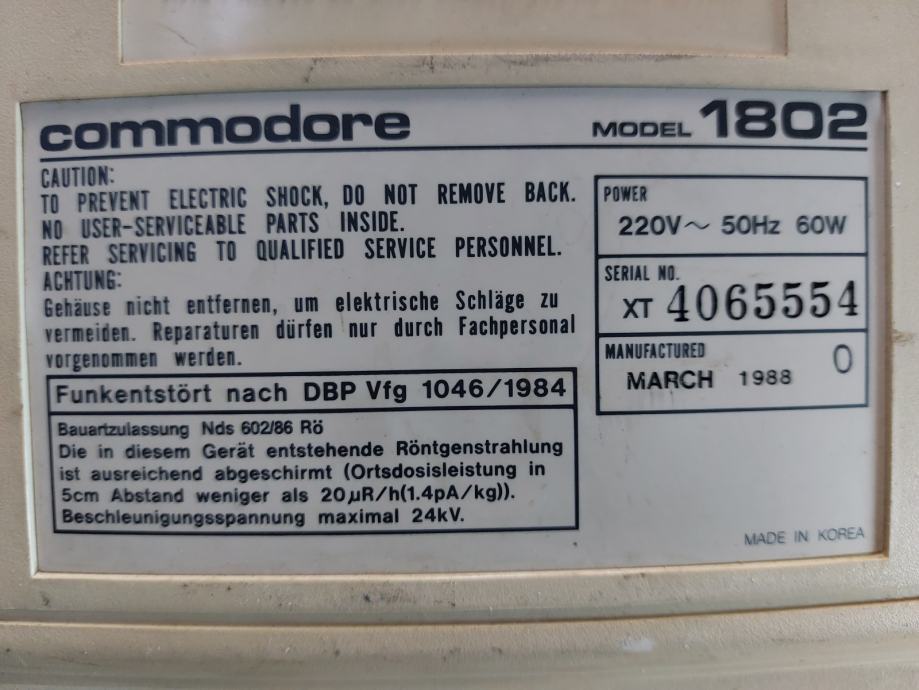 commodore MODEL 1802
CAUTION:
TO PREVENT ELECTRIC SHOCK, DO NOT REMOVE BACK.
NO USER-SERVICEABLE PARTS INSIDE.
REFER SERVICING TO QUALIFIED SERVICE PERSONNEL.
ACHTUNG:
Gehäuse nicht entfernen, um elektrische Schläge zu
vermeiden. Reparaturen dürfen nur durch Fachpersonal
vorgenommen werden.
Funkentstört nach DBP Vfg 1046/1984
Bauartzulassung Nds 602/86 Rö
Die in diesem Gerät entstehende Röntgenstrahlung
ist ausreichend abgeschirmt (Ortsdosisleistung in
5cm Abstand weniger als 20µR/h(1.4pA/kg)).
Beschleunigungsspannung maximal 24kV.
POWER
220V~ 50Hz 60W
SERIAL NO.
XT 4065554
MANUFACTURED
MARCH 1988 0
MADE IN KOREA